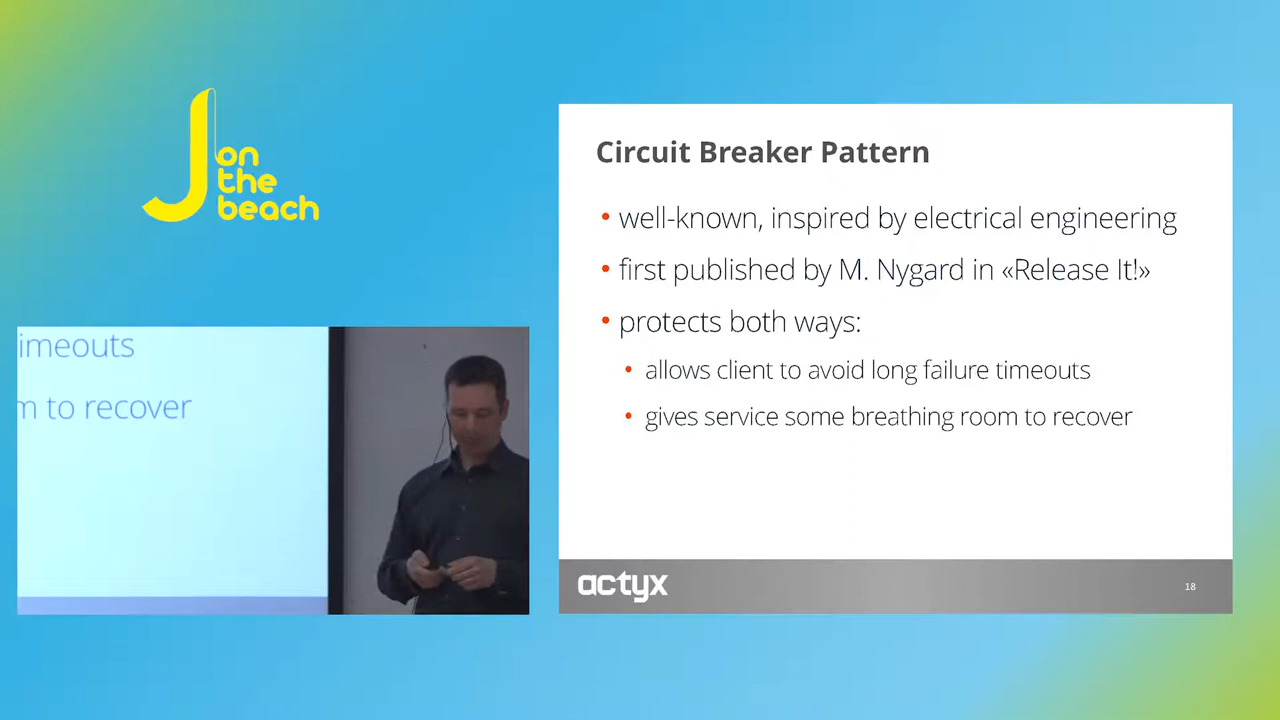 J
on
the
beach
imeouts
m to recover
Circuit Breaker Pattern
• well-known, inspired by electrical engineering
• first published by M. Nygard in «Release It!»
• protects both ways:
• allows client to avoid long failure timeouts
• gives service some breathing room to recover
actyx
18